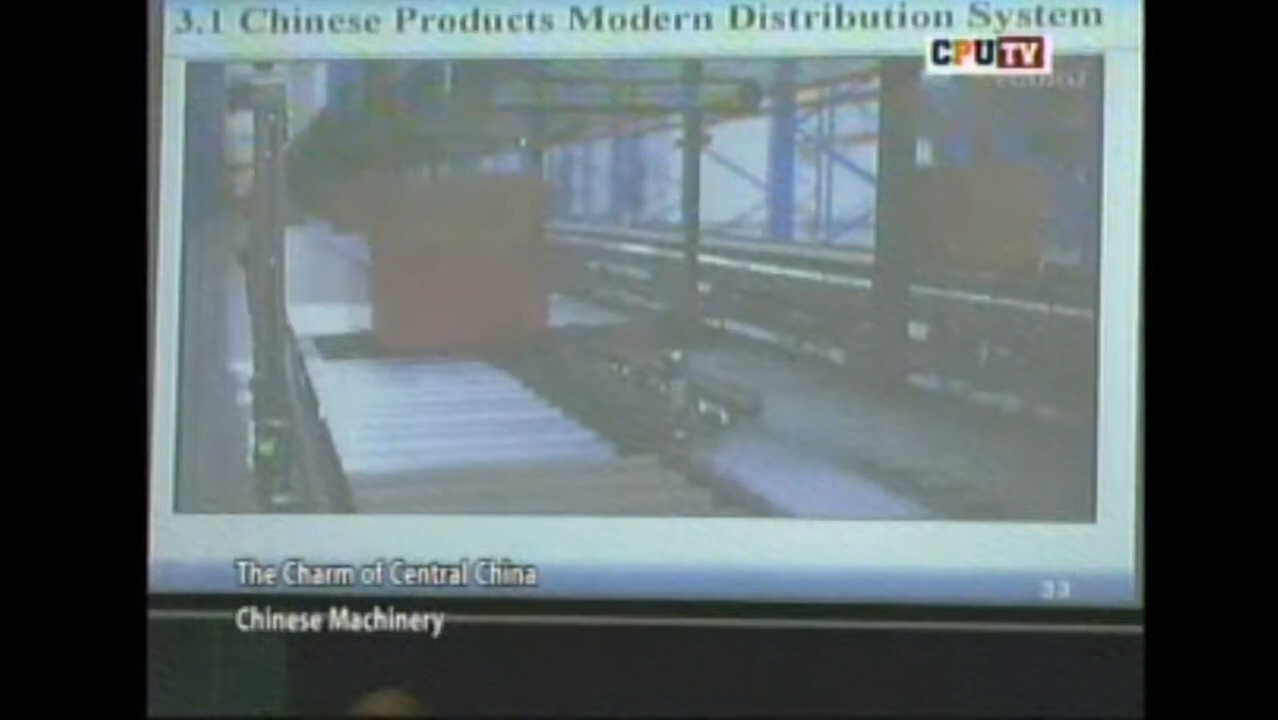 3.1 Chinese Products Modern Distribution System
CPUTV
The Charm of Central China
33
Chinese Machinery